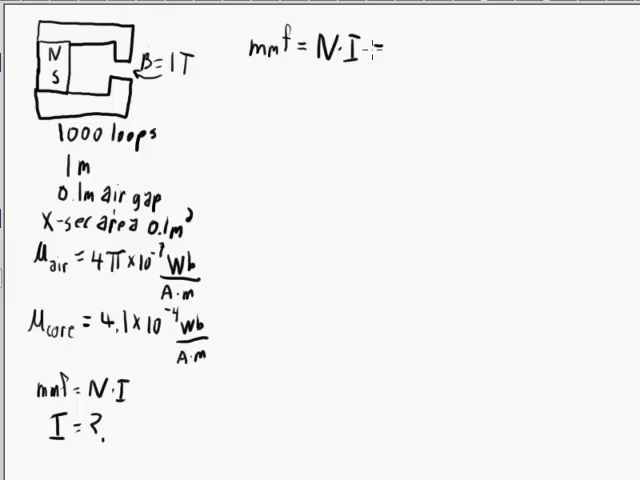 mmf = N·I =
N
S
B = 1T
1000 loops
1m
0.1m air gap
x-sec area 0.1m²
μair = 4π×10⁻⁷ Wb/A·m
μcore = 4.1×10⁻⁴ Wb/A·m
mmf = N·I
I = ?.